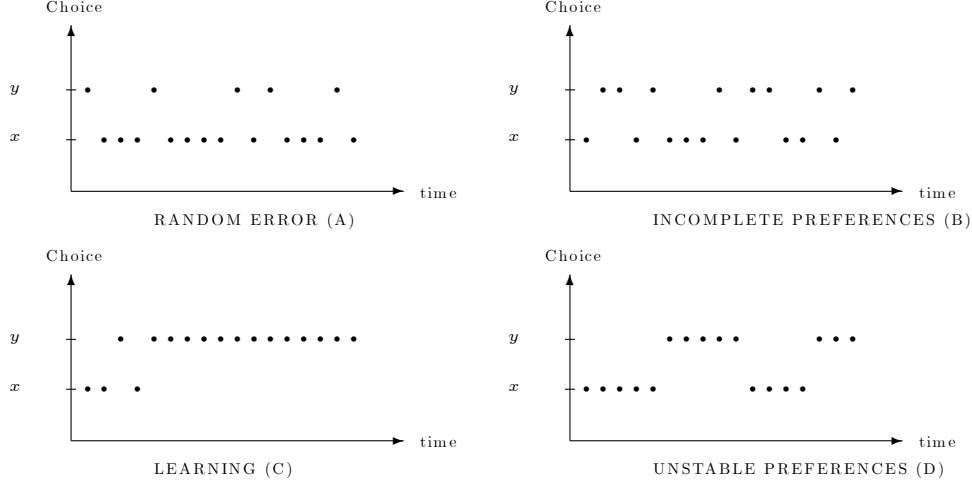 Choice
y
x
time
RANDOM ERROR (A)
Choice
y
x
time
INCOMPLETE PREFERENCES (B)
Choice
y
x
time
LEARNING (C)
Choice
y
x
time
UNSTABLE PREFERENCES (D)